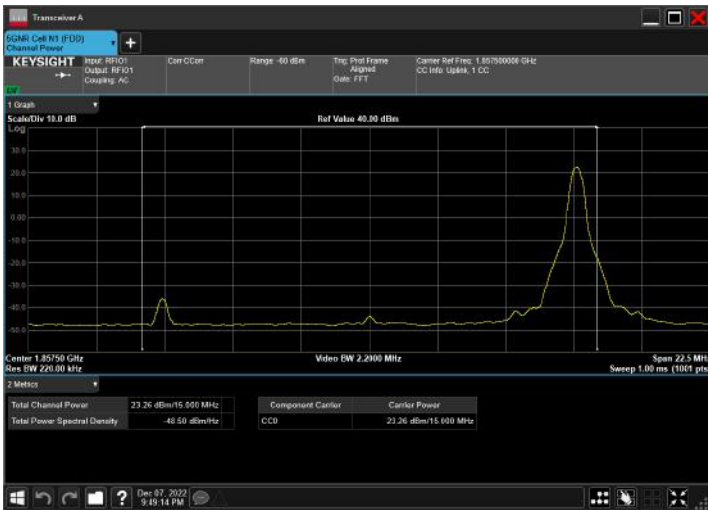 Transceiver A
5GNR Cell N1 (FDD)
Channel Power
KEYSIGHT
Input: RFIO1
Output: RFIO1
Coupling: AC
Corr CCorr
Range: -60 dBm
Trig: Prot Frame
Aligned
Gate: FFT
Carrier Ref Freq: 1.857500000 GHz
CC Info: Uplink, 1 CC
1 Graph
Scale/Div 10.0 dB
Ref Value 40.00 dBm
Log
30.0
20.0
10.0
0.00
-10.0
-20.0
-30.0
-40.0
-50.0
Center 1.85750 GHz
Video BW 2.2000 MHz
Span 22.5 MH
Res BW 220.00 kHz
Sweep 1.00 ms (1001 pts
2 Metrics
Total Channel Power 23.26 dBm/15.000 MHz
Total Power Spectral Density -48.50 dBm/Hz
Component Carrier Carrier Power
CC0 23.26 dBm/15.000 MHz
?
Dec 07, 2022
9:49:14 PM